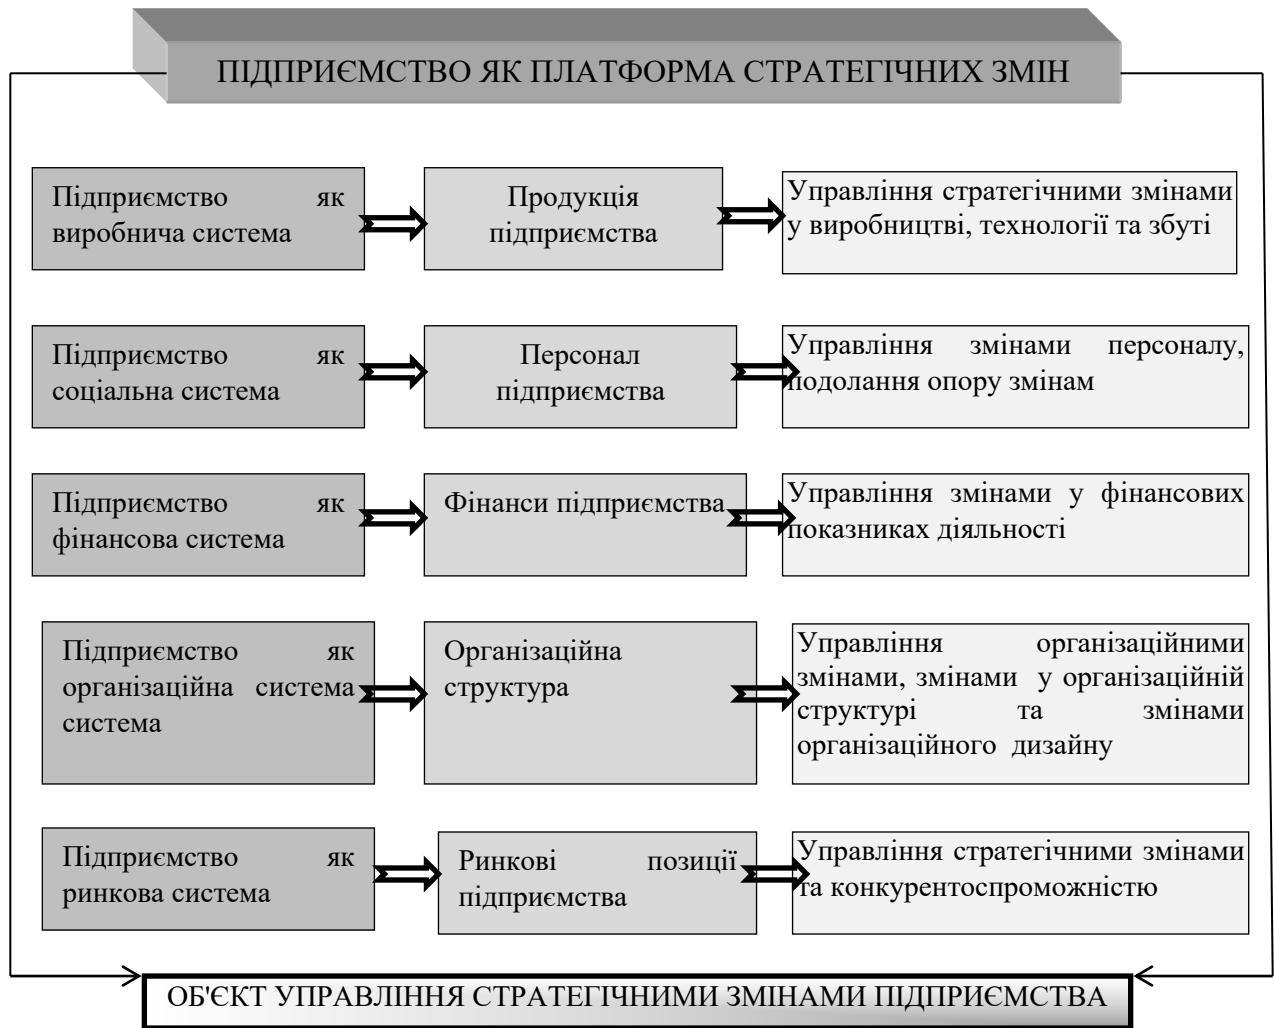 ПІДПРИЄМСТВО ЯК ПЛАТФОРМА СТРАТЕГІЧНИХ ЗМІН
Підприємство як
виробнича система
Продукція
підприємства
Управління стратегічними змінами
у виробництві, технології та збуті
Підприємство як
соціальна система
Персонал
підприємства
Управління змінами персоналу,
подолання опору змінам
Підприємство як
фінансова система
Фінанси підприємства
Управління змінами у фінансових
показниках діяльності
Підприємство як
організаційна система
система
Організаційна
структура
Управління організаційними
змінами, змінами у організаційній
структурі та змінами
організаційного дизайну
Підприємство як
ринкова система
Ринкові позиції
підприємства
Управління стратегічними змінами
та конкурентоспроможністю
ОБ'ЄКТ УПРАВЛІННЯ СТРАТЕГІЧНИМИ ЗМІНАМИ ПІДПРИЄМСТВА